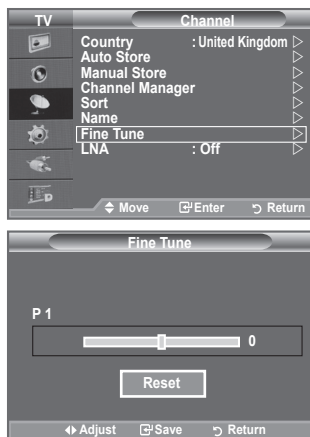 TV Channel
Country : United Kingdom
Auto Store
Manual Store
Channel Manager
Sort
Name
Fine Tune
LNA : Off
Move Enter Return
Fine Tune
P 1
0
Reset
Adjust Save Return